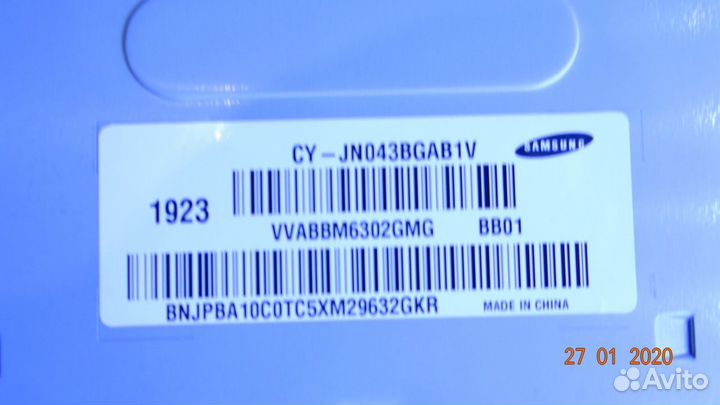 CY-JN043BGAB1V
SAMSUNG
1923
VVABBM6302GMG BB01
BNJPBA10C0TC5XM29632GKR MADE IN CHINA
27 01 2020
Avito